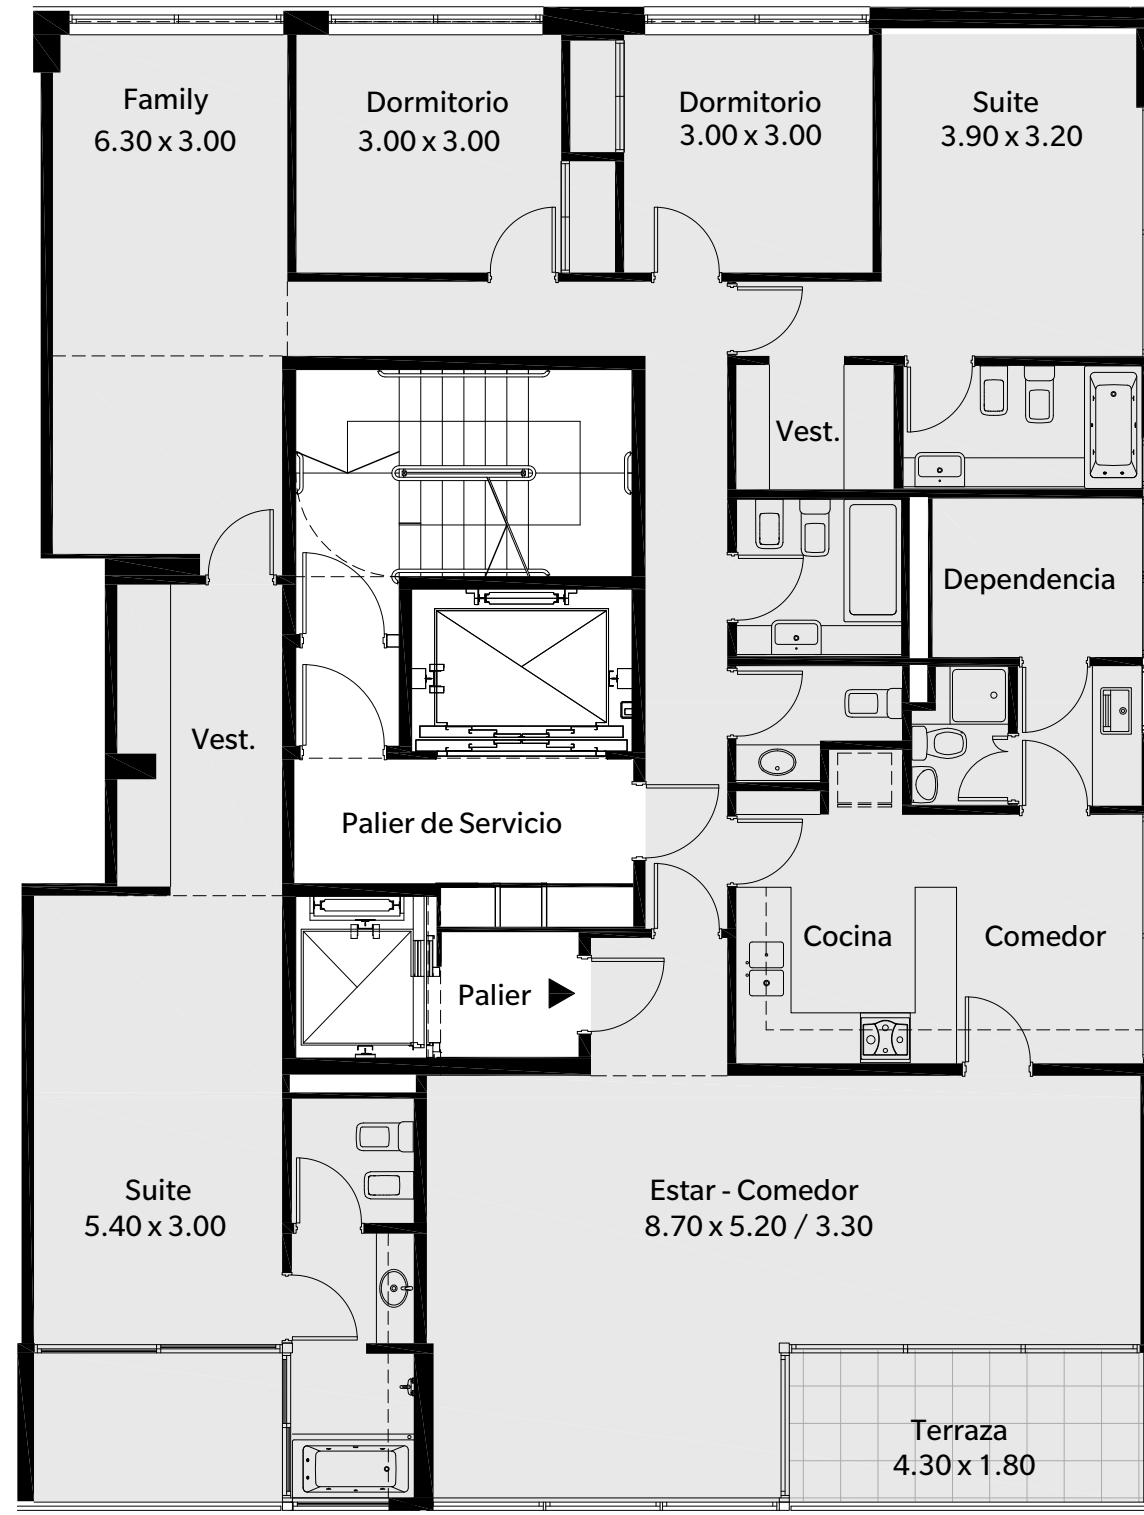 Family
6.30 x 3.00
Dormitorio
3.00 x 3.00
Dormitorio
3.00 x 3.00
Suite
3.90 x 3.20
Vest.
Dependencia
Vest.
Palier de Servicio
Cocina
Comedor
Palier
Suite
5.40 x 3.00
Estar - Comedor
8.70 x 5.20 / 3.30
Terraza
4.30 x 1.80